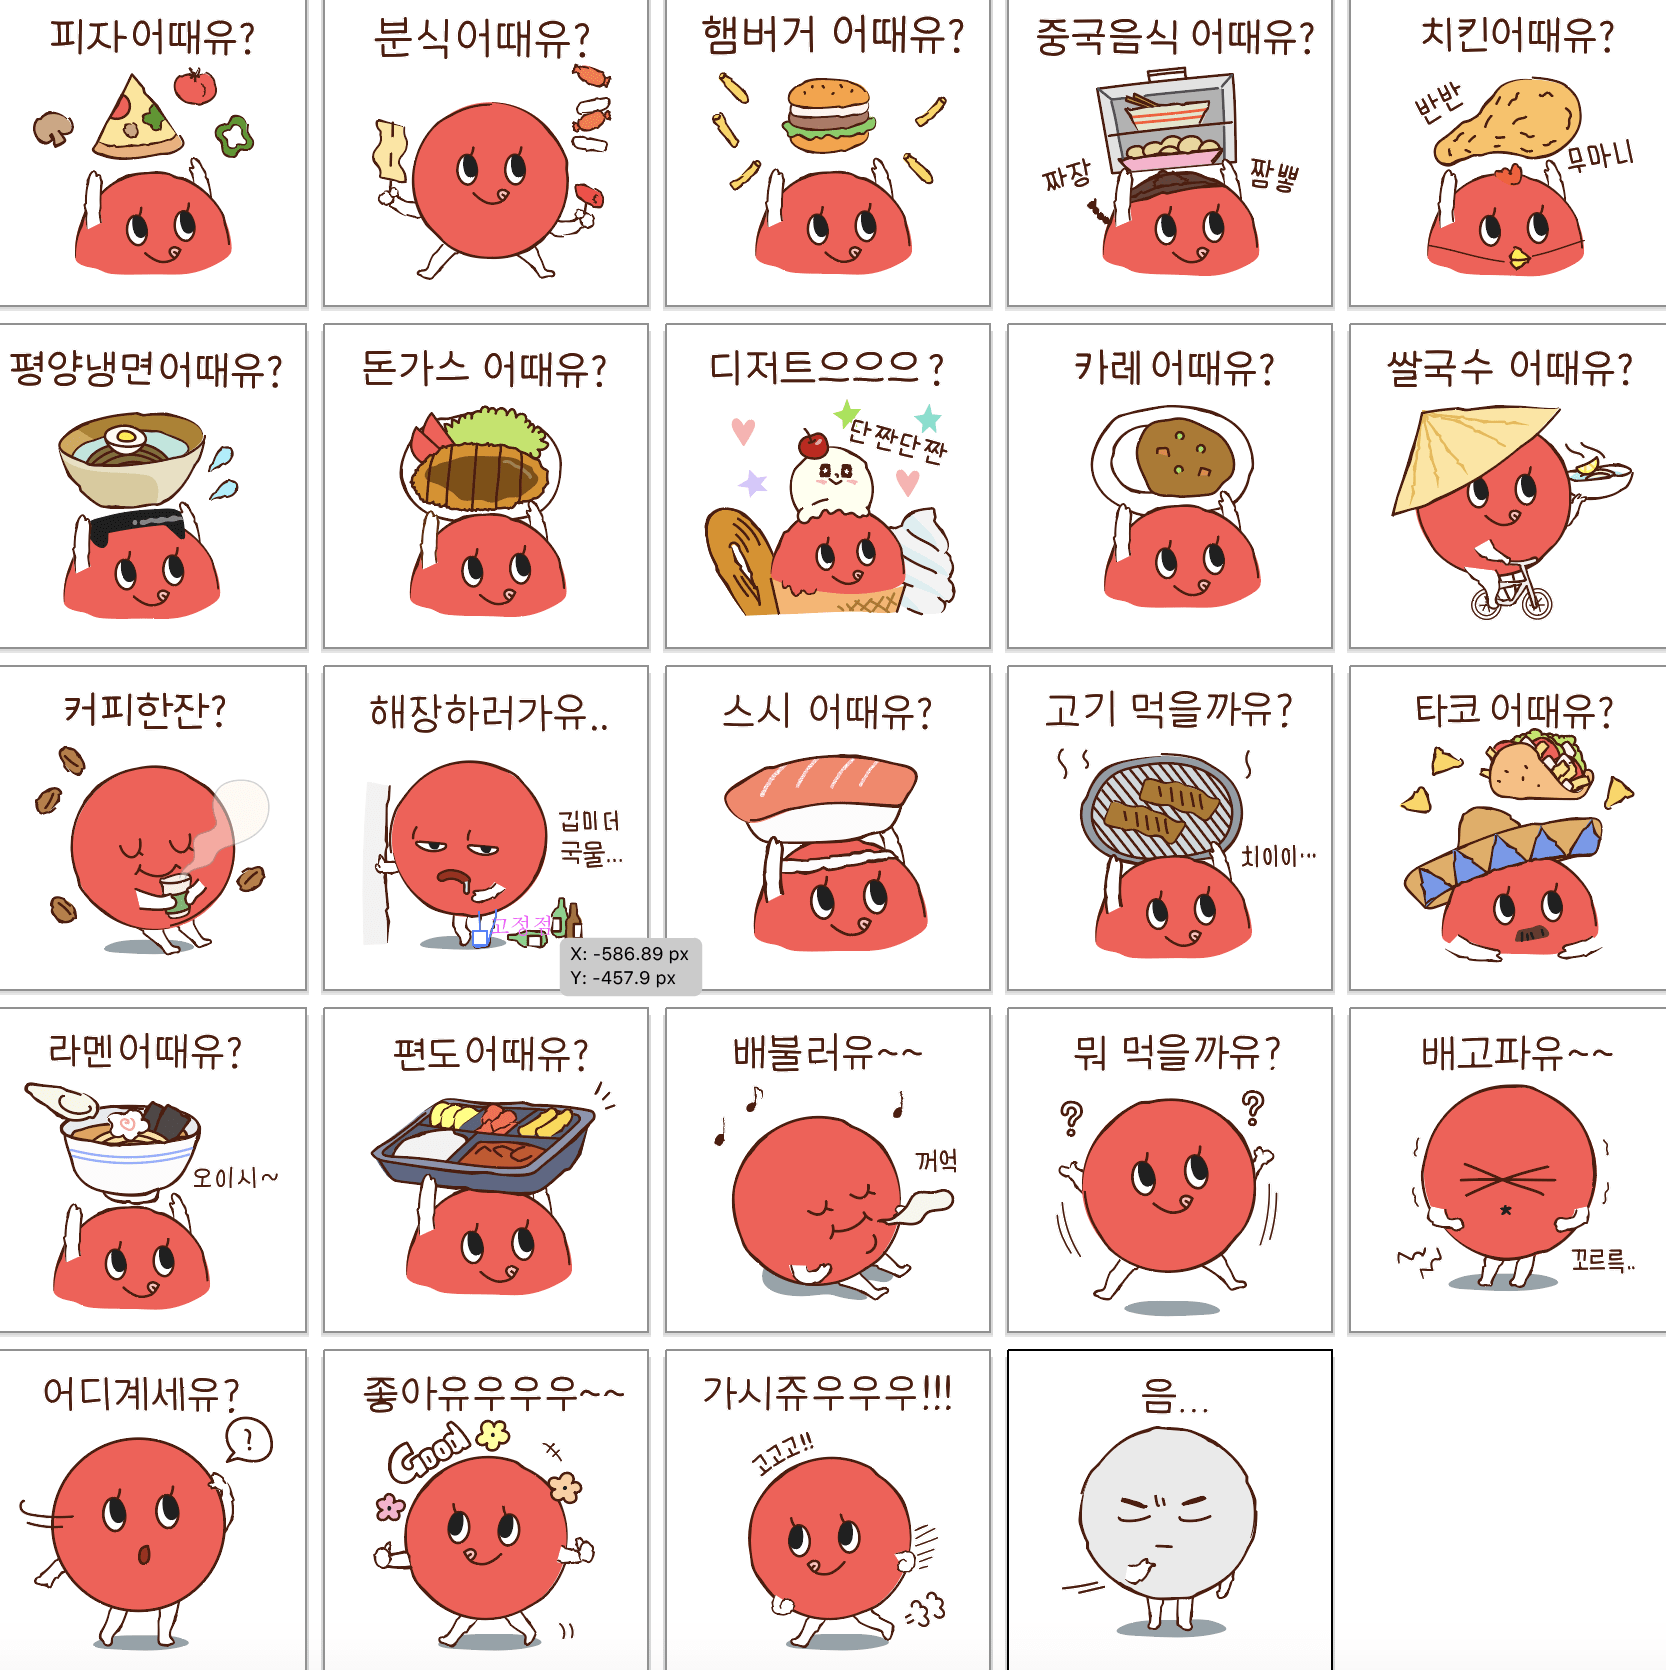 피자어때유?
분식어때유?
햄버거 어때유?
중국음식 어때유?
짜장
짬뽕
치킨어때유?
반반
무마니
평양냉면어때유?
돈가스 어때유?
디저트으으으?
단짠단짠
카레어때유?
쌀국수 어때유?
커피한잔?
해장하러가유..
김미더
국물...
고정점
X: -586.89 px
Y: -457.9 px
스시 어때유?
고기 먹을까유?
치이이...
타코 어때유?
라멘어때유?
오이시~
편도어때유?
배불러유~~
꺼억
뭐 먹을까유?
?
?
배고파유~~
꼬르륵..
어디계세유?
?
좋아유우우우~~
Good
가시쥬우우우!!!
고고고!!
음...